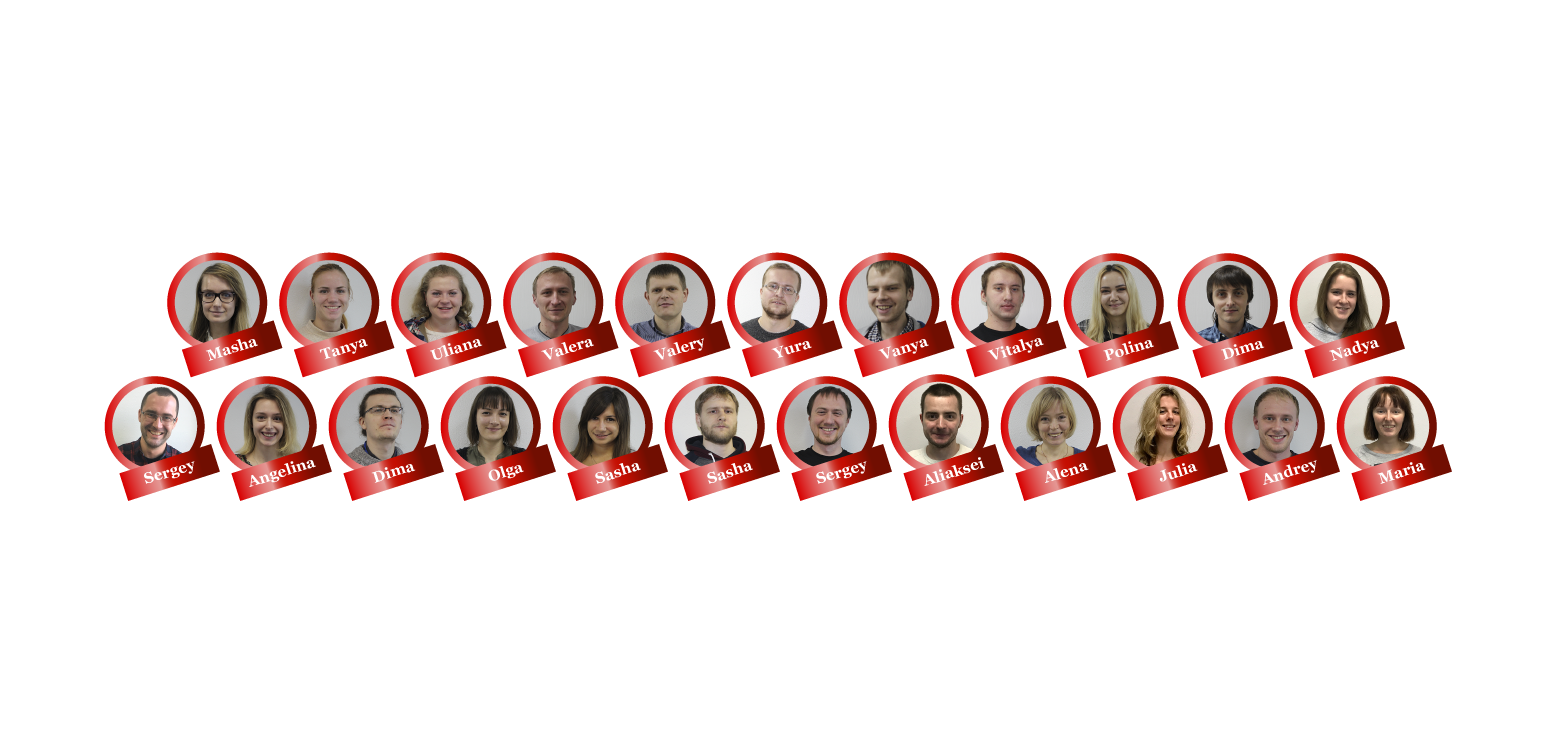 Masha
Tanya
Uliana
Valera
Valery
Yura
Vanya
Vitalya
Polina
Dima
Nadya
Sergey
Angelina
Dima
Olga
Sasha
Sasha
Sergey
Aliaksei
Alena
Julia
Andrey
Maria